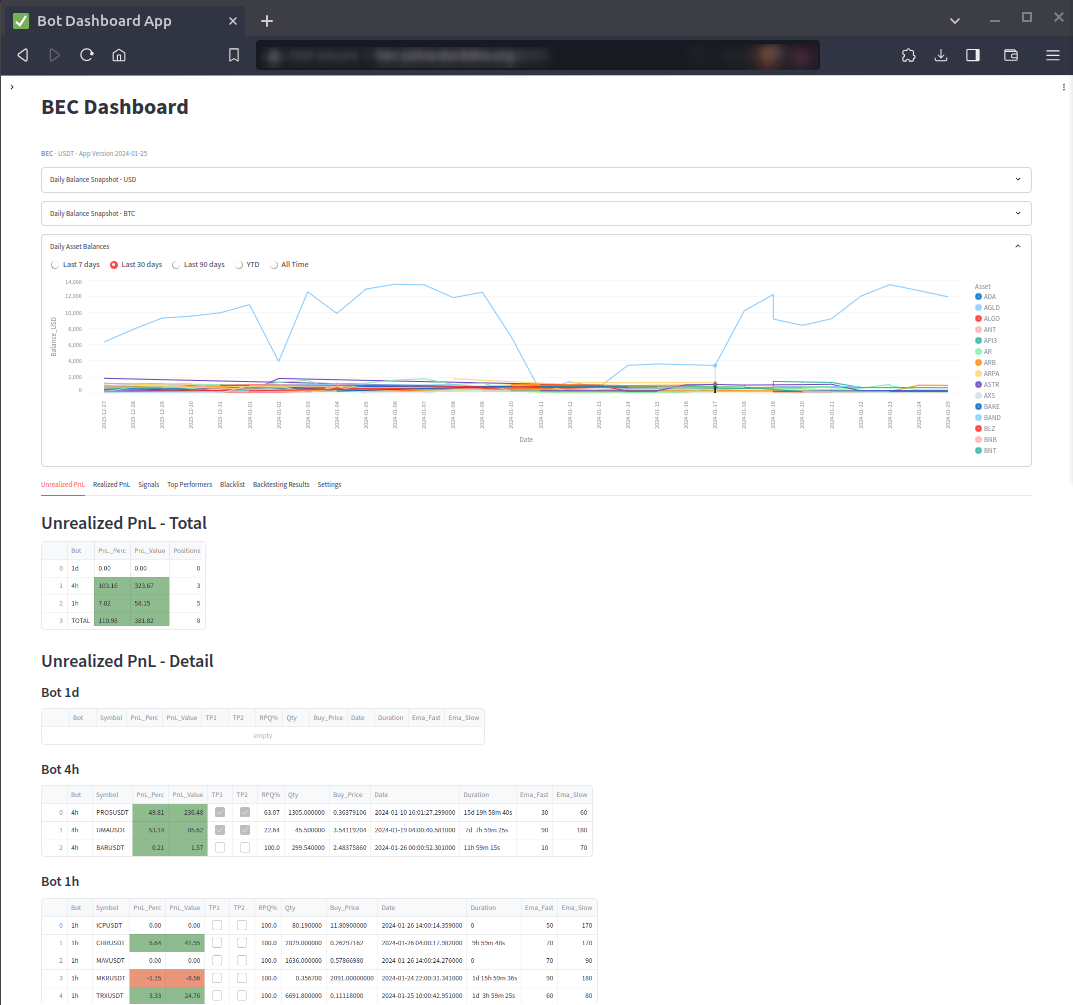 Bot Dashboard App
BEC Dashboard
BEC - USDT - App Version 2024-01-25
Daily Balance Snapshot - USD
Daily Balance Snapshot - BTC
Daily Asset Balances
Last 7 days Last 30 days Last 90 days YTD All Time
14,000
12,000
10,000
8,000
6,000
4,000
2,000
0
Balance_USD
2023-12-27 2023-12-28 2023-12-29 2023-12-30 2023-12-31 2024-01-01 2024-01-02 2024-01-03 2024-01-04 2024-01-05 2024-01-06 2024-01-07 2024-01-08 2024-01-09 2024-01-10 2024-01-11 2024-01-12 2024-01-13 2024-01-14 2024-01-15 2024-01-16 2024-01-17 2024-01-18 2024-01-19 2024-01-20 2024-01-21 2024-01-22 2024-01-23 2024-01-24 2024-01-25
Date
Asset
ADA
AGLD
ALGO
ANT
API3
AR
ARB
ARPA
ASTR
AXS
BAKE
BAND
BLZ
BNB
BNT
Unrealized PnL Realized PnL Signals Top Performers Blacklist Backtesting Results Settings
Unrealized PnL - Total
Bot PnL_Perc PnL_Value Positions
0 1d 0.00 0.00 0
1 4h 103.16 323.67 3
2 1h 7.82 58.15 5
3 TOTAL 110.98 381.82 8
Unrealized PnL - Detail
Bot 1d
Bot Symbol PnL_Perc PnL_Value TP1 TP2 RPQ% Qty Buy_Price Date Duration Ema_Fast Ema_Slow
empty
Bot 4h
Bot Symbol PnL_Perc PnL_Value TP1 TP2 RPQ% Qty Buy_Price Date Duration Ema_Fast Ema_Slow
0 4h PROSUSDT 49.81 236.48 63.07 1305.000000 0.36379106 2024-01-10 16:01:27.299000 15d 19h 58m 40s 30 60
1 4h UMAUSDT 53.14 85.62 22.64 45.500000 3.54119204 2024-01-19 04:00:40.581000 7d 7h 59m 25s 90 180
2 4h BARUSDT 0.21 1.57 100.0 299.540000 2.48375860 2024-01-26 00:00:52.301000 11h 59m 15s 10 70
Bot 1h
Bot Symbol PnL_Perc PnL_Value TP1 TP2 RPQ% Qty Buy_Price Date Duration Ema_Fast Ema_Slow
0 1h ICPUSDT 0.00 0.00 100.0 80.190000 11.80900000 2024-01-26 14:00:14.359000 0 50 170
1 1h CHRUSDT 5.64 41.95 100.0 2829.000000 0.26297162 2024-01-26 04:00:17.982000 9h 59m 48s 70 170
2 1h MAVUSDT 0.00 0.00 100.0 1636.000000 0.57866980 2024-01-26 14:00:24.276000 0 70 90
3 1h MKRUSDT -1.15 -8.56 100.0 0.356700 2091.00000000 2024-01-24 22:00:31.341000 1d 15h 59m 36s 90 180
4 1h TRXUSDT 3.33 24.76 100.0 6691.800000 0.11118000 2024-01-25 10:00:42.951000 1d 3h 59m 25s 60 80